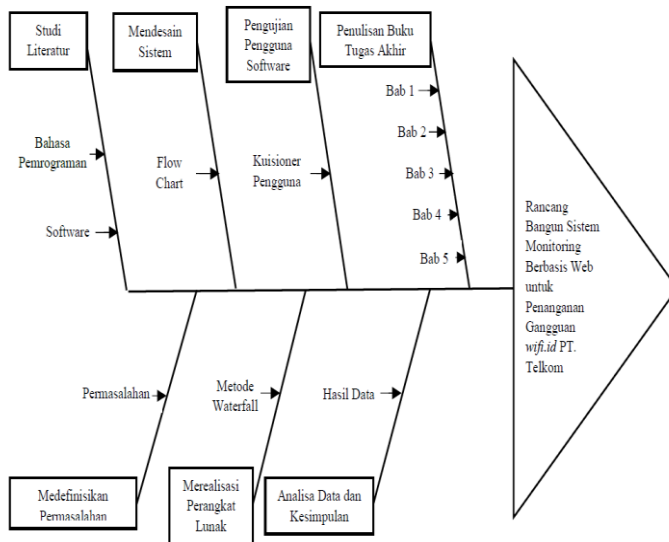 Studi
Literatur
Mendesain
Sistem
Pengujian
Pengguna
Software
Penulisan Buku
Tugas Akhir
Bab 1
Bab 2
Bab 3
Bab 4
Bab 5
Bahasa
Pemrograman
Software
Flow
Chart
Kuisioner
Pengguna
Rancang
Bangun Sistem
Monitoring
Berbasis Web
untuk
Penanganan
Gangguan
wifi.id PT.
Telkom
Permasalahan
Metode
Waterfall
Hasil Data
Medefinisikan
Permasalahan
Merealisasi
Perangkat
Lunak
Analisa Data dan
Kesimpulan